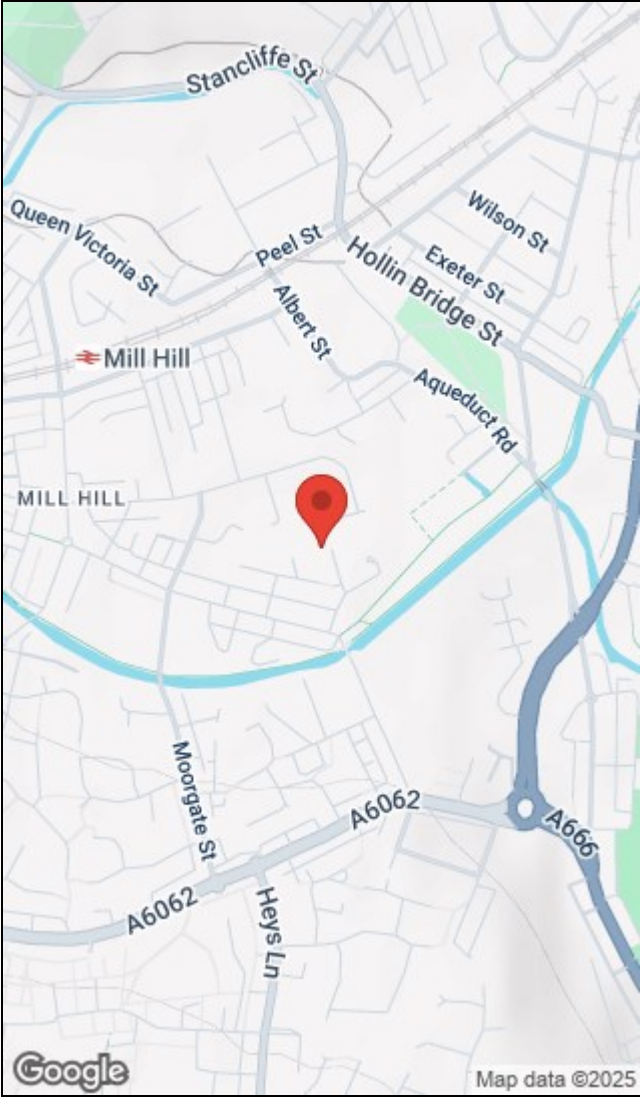 Stancliffe St
Queen Victoria St
Peel St
Wilson St
Exeter St
Hollin Bridge St
Albert St
Mill Hill
Aqueduct Rd
MILL HILL
Moorgate St
A6062
A666
A6062
Heys Ln
Google
Map data ©2025